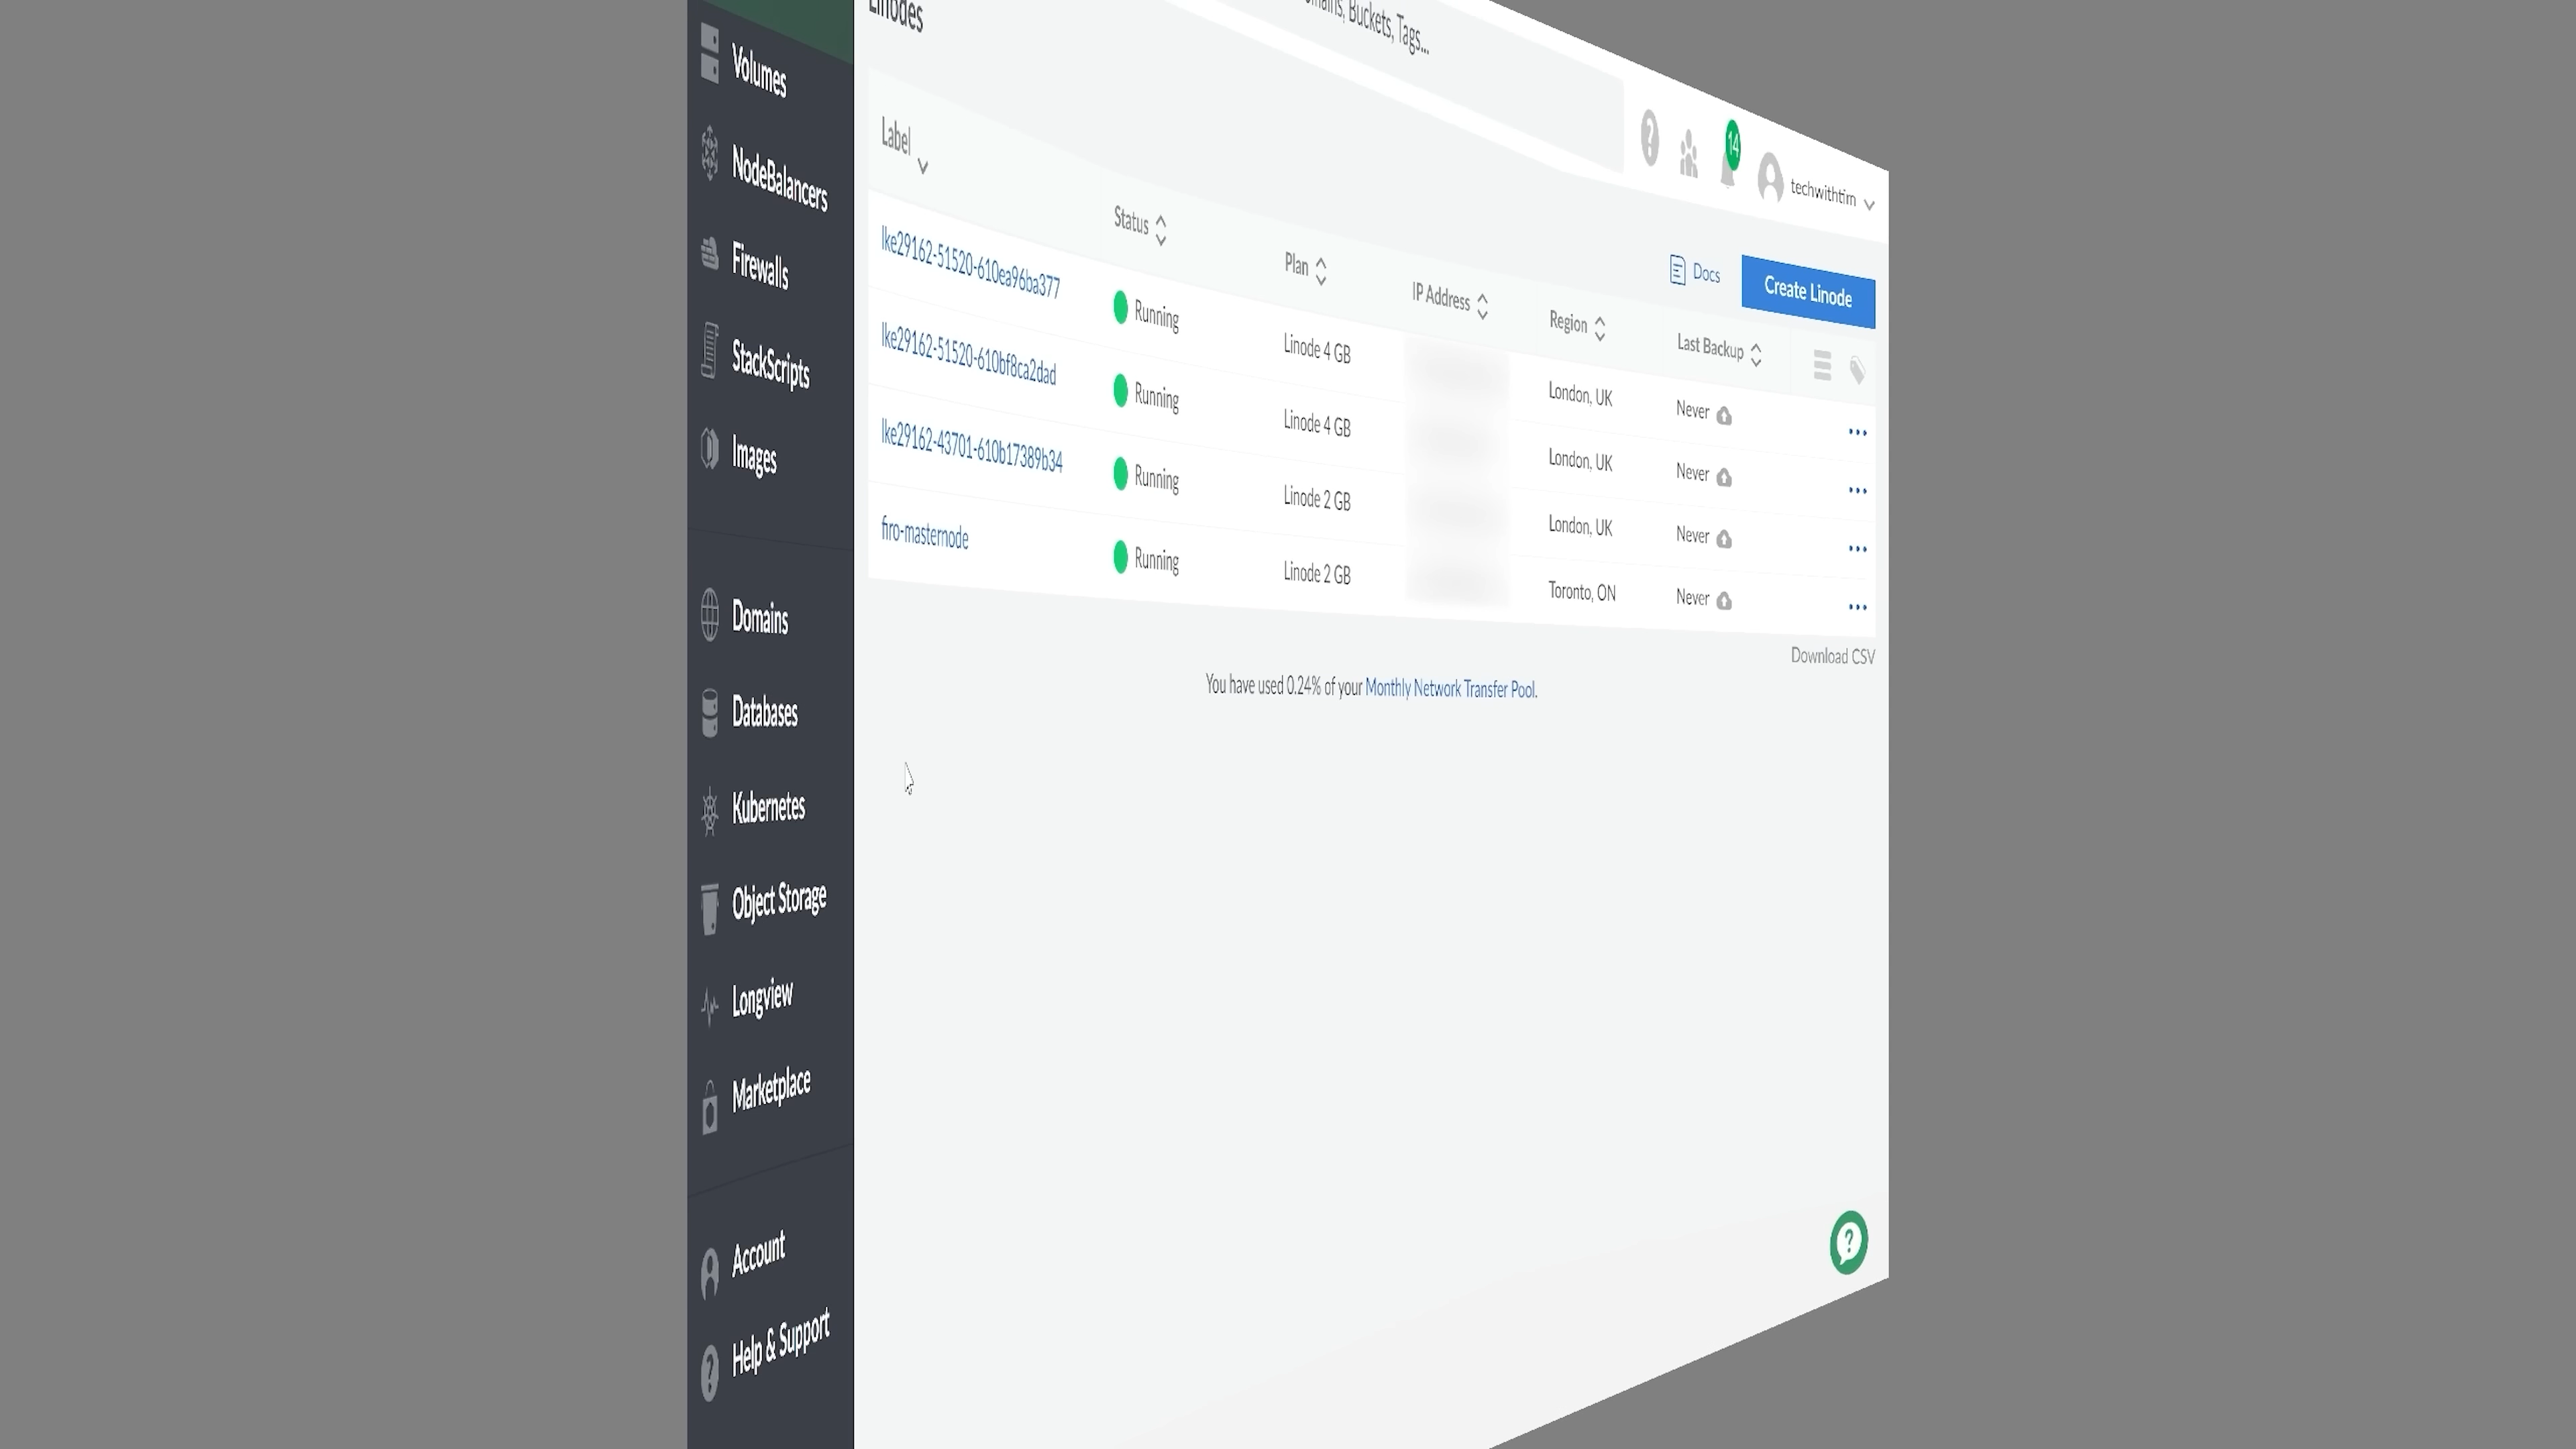 Linodes
Buckets, Tags...
14
techwithtim
Docs
Create Linode
Label
Status
Plan
IP Address
Region
Last Backup
lke29162-51520-610ea96ba377
Running
Linode 4 GB
London, UK
Never
lke29162-51520-610bf8ca2dad
Running
Linode 4 GB
London, UK
Never
lke29162-43701-610b17389b34
Running
Linode 2 GB
London, UK
Never
firo-masternode
Running
Linode 2 GB
Toronto, ON
Never
Download CSV
You have used 0.24% of your Monthly Network Transfer Pool.
Volumes
NodeBalancers
Firewalls
StackScripts
Images
Domains
Databases
Kubernetes
Object Storage
Longview
Marketplace
Account
Help & Support